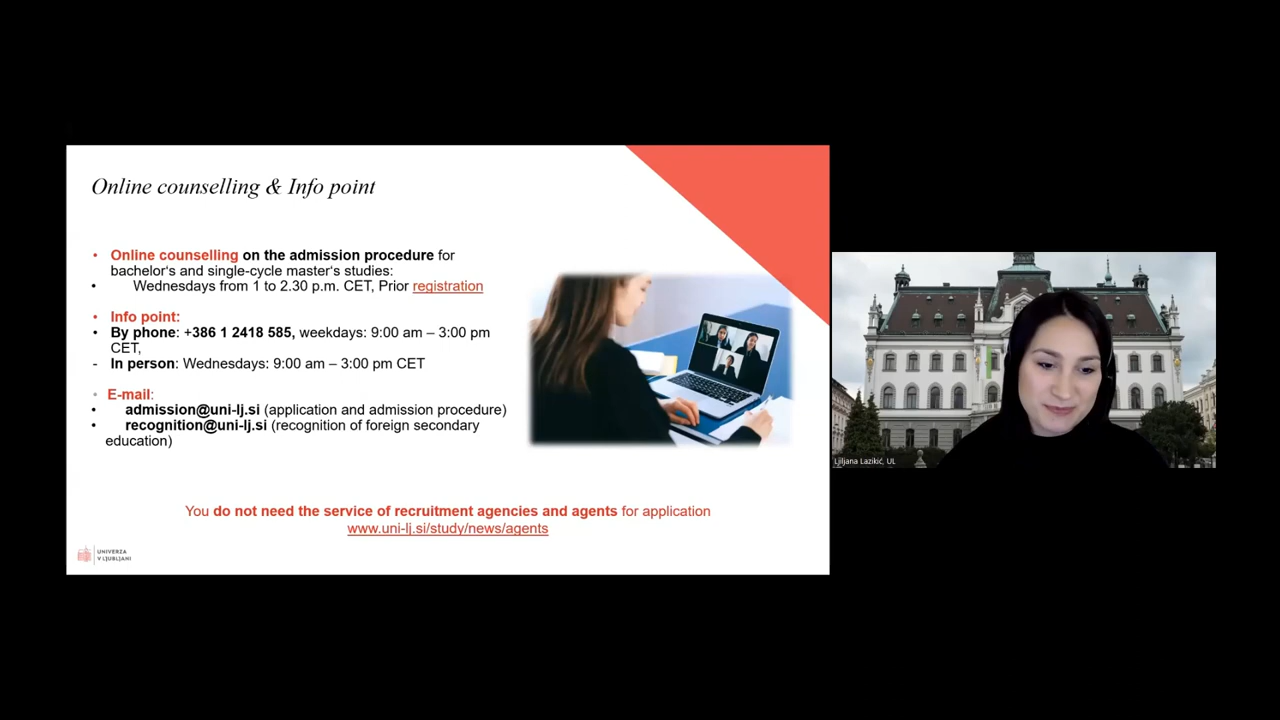 Online counselling & Info point
• Online counselling on the admission procedure for
bachelor‘s and single-cycle master‘s studies:
• Wednesdays from 1 to 2.30 p.m. CET, Prior registration
• Info point:
• By phone: +386 1 2418 585, weekdays: 9:00 am – 3:00 pm
CET,
- In person: Wednesdays: 9:00 am – 3:00 pm CET
• E-mail:
• admission@uni-lj.si (application and admission procedure)
• recognition@uni-lj.si (recognition of foreign secondary
education)
You do not need the service of recruitment agencies and agents for application
www.uni-lj.si/study/news/agents
UNIVERZA
V LJUBLJANI
Ljiljana Lazikić, UL